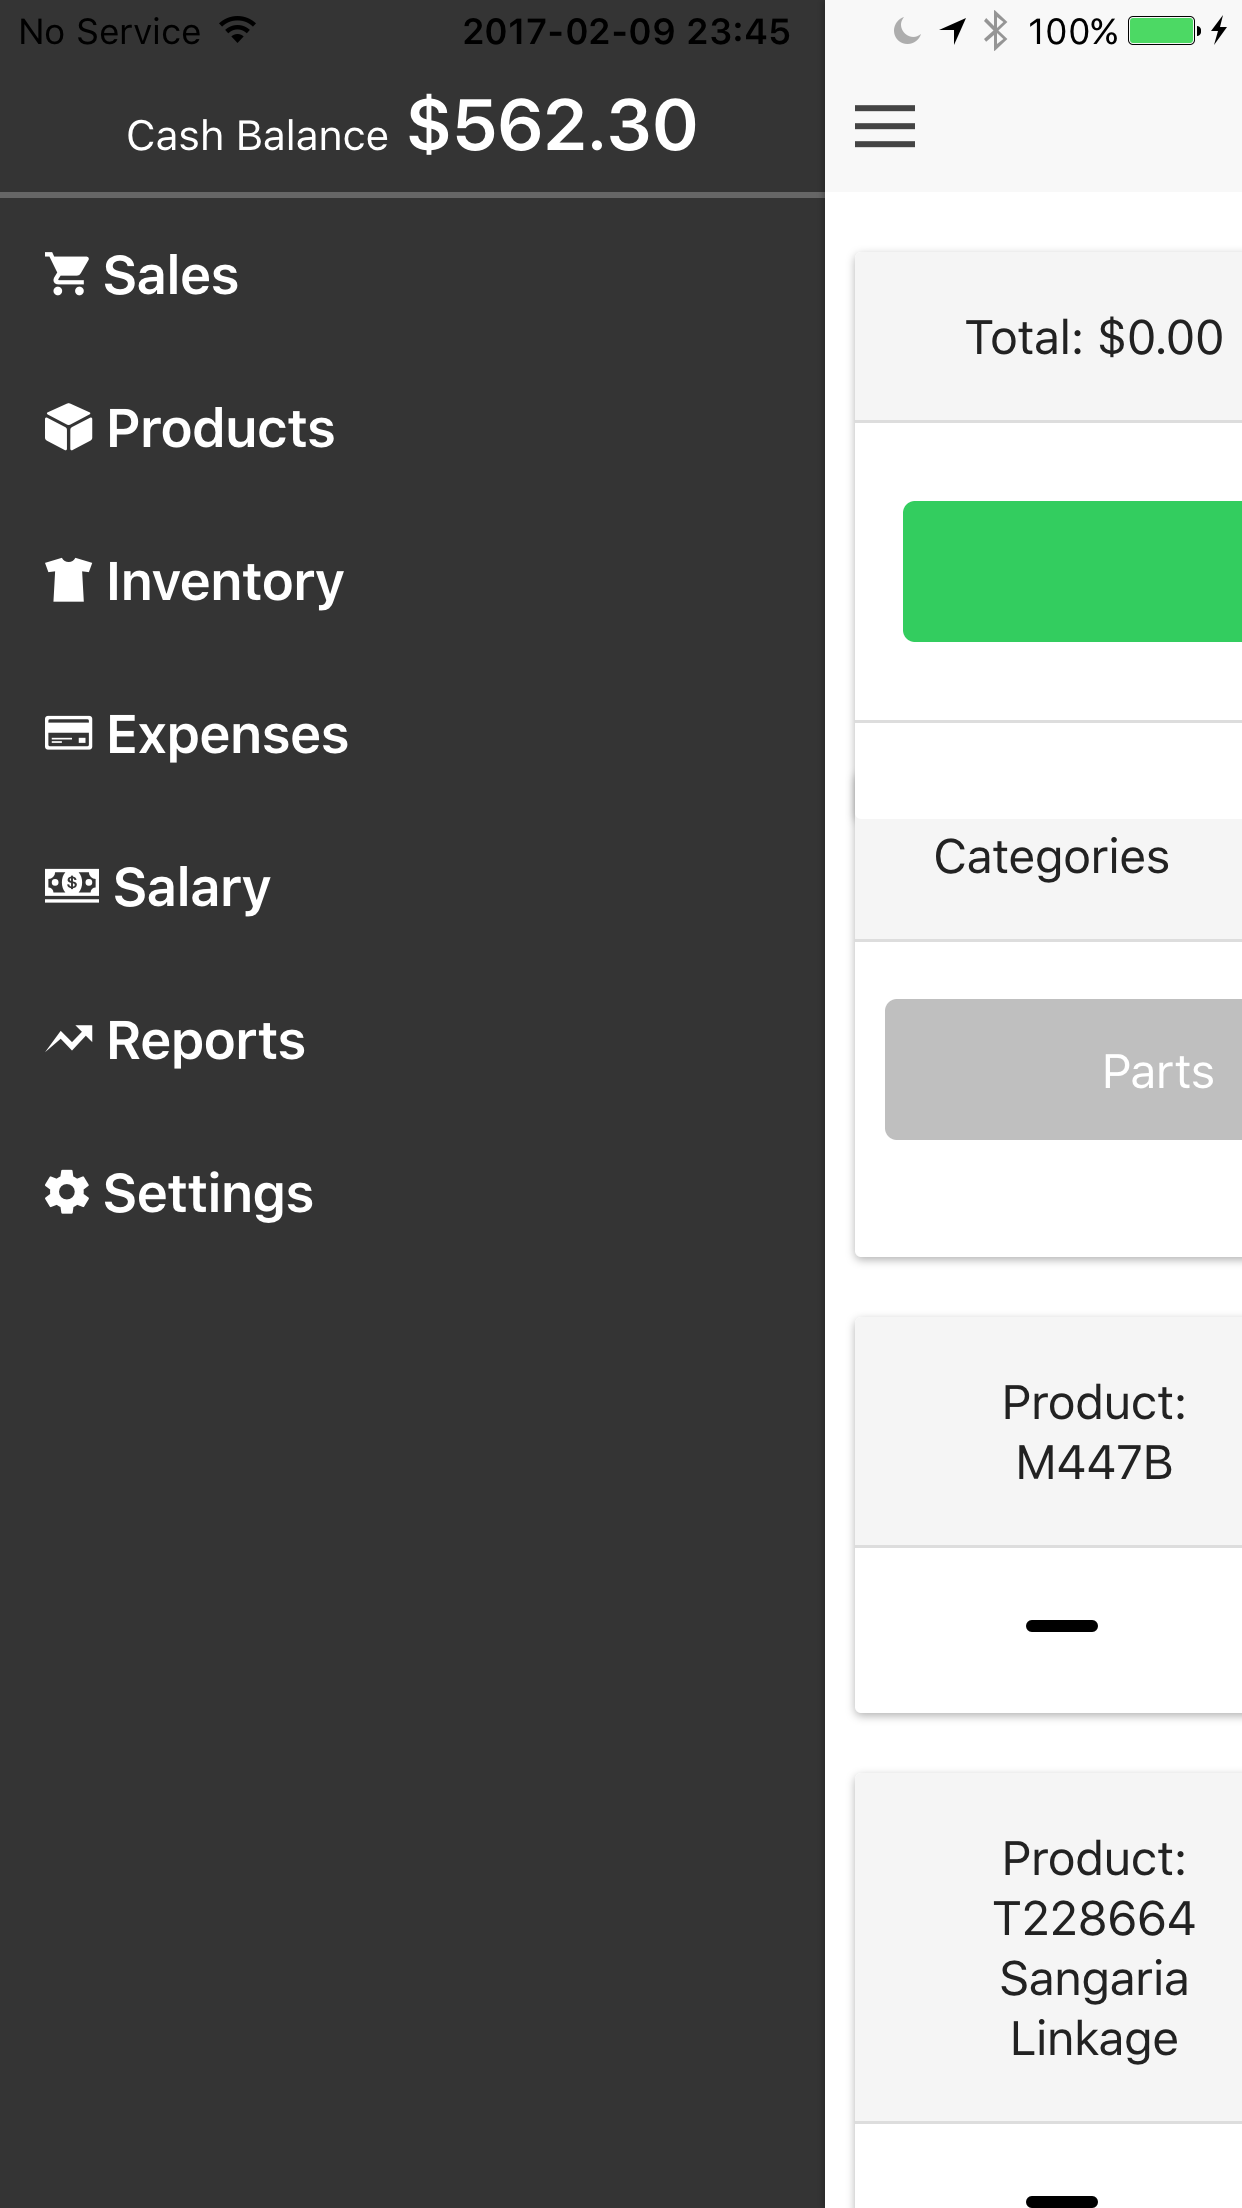 No Service 2017-02-09 23:45 100%
Cash Balance $562.30
Sales
Products
Inventory
Expenses
Salary
Reports
Settings
Total: $0.00
Categories
Parts
Product:
M447B
Product:
T228664
Sangaria
Linkage